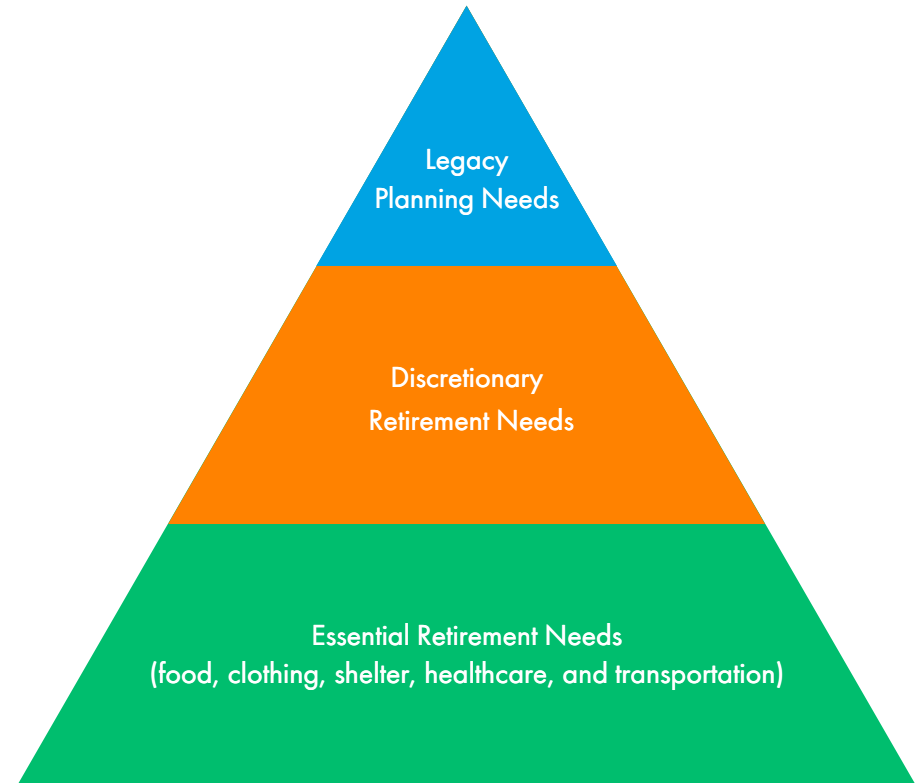 Legacy
Planning Needs
Discretionary
Retirement Needs
Essential Retirement Needs
(food, clothing, shelter, healthcare, and transportation)